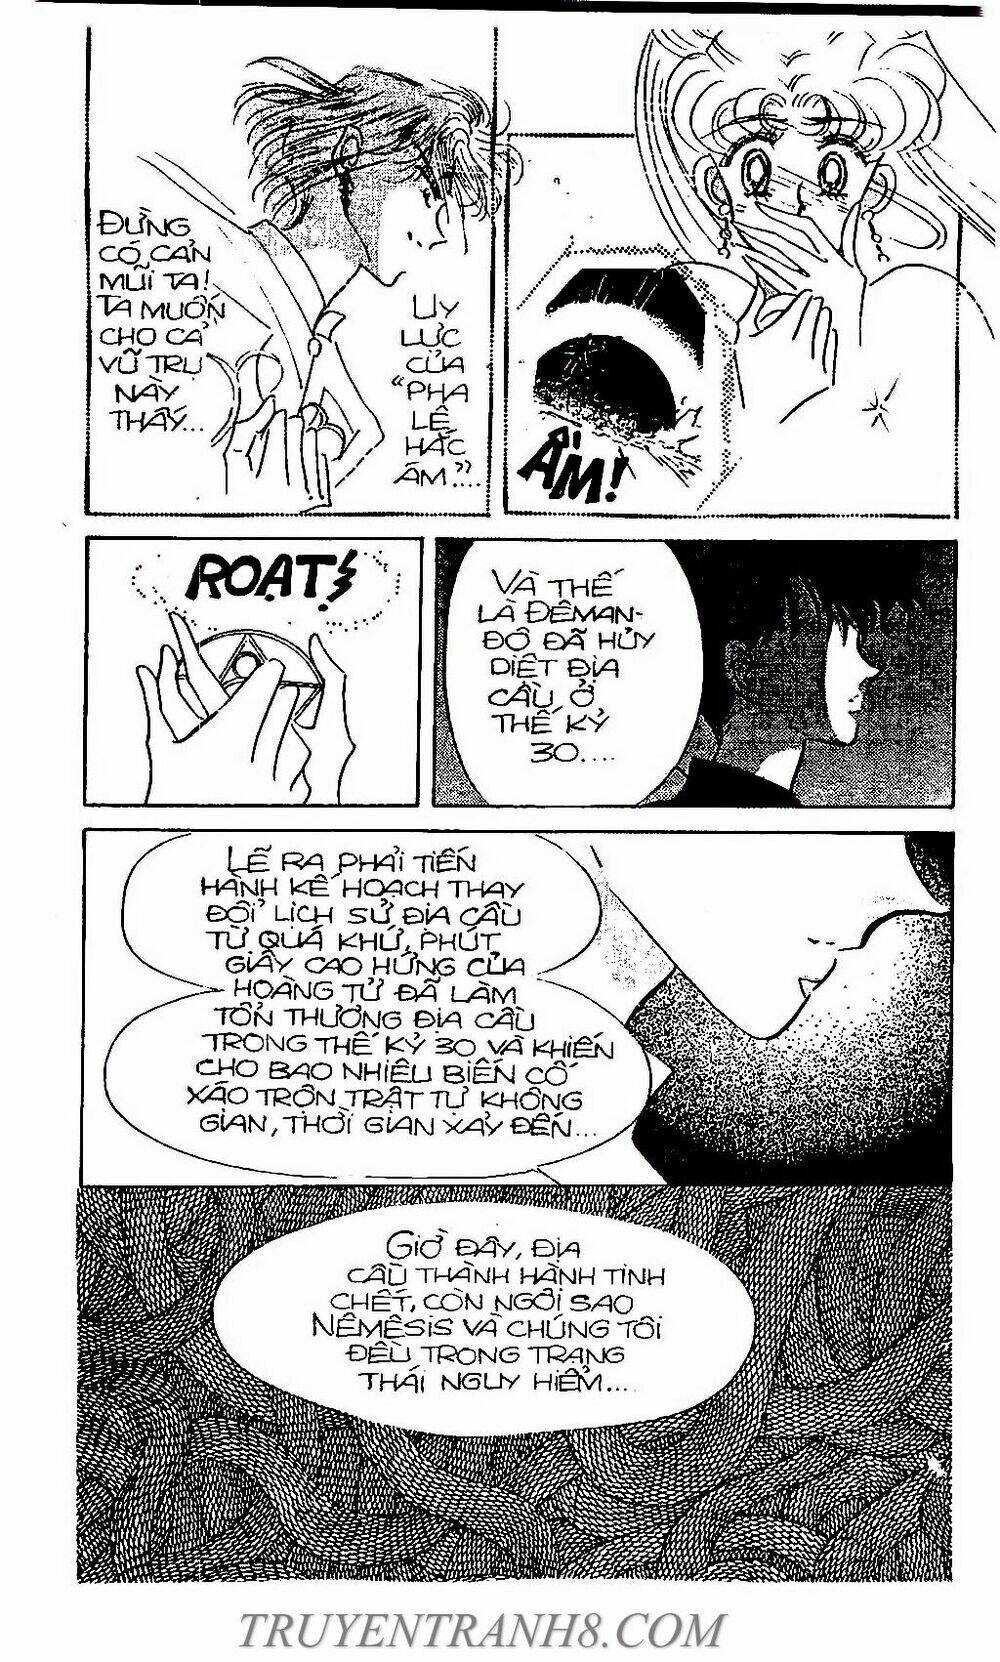 ĐỪNG
CÓ CẢN
MŨI TA!
TA MUỐN
CHO CẢ
VŨ TRỤ
NÀY
THẤY...
UY
LỰC
CỦA
"PHA
LÊ
HẮC
ÁM"....
ẦM!
ROẠT!
VÀ THẾ
LÀ ĐÊMAN-
ĐÔ ĐÃ HỦY
DIỆT ĐỊA
CẦU Ở
THẾ KỶ
30....
LẼ RA PHẢI TIẾN
HÀNH KẾ HOẠCH THAY
ĐỔI LỊCH SỬ ĐỊA CẦU
TỪ QUÁ KHỨ, PHÚT
GIÂY CAO HỨNG CỦA
HOÀNG TỬ ĐÃ LÀM
TỔN THƯƠNG ĐỊA CẦU
TRONG THẾ KỶ 30 VÀ KHIẾN
CHO BAO NHIÊU BIẾN CỐ
XÁO TRỘN TRẬT TỰ KHÔNG
GIAN, THỜI GIAN XẢY ĐẾN...
GIỜ ĐÂY, ĐỊA
CẦU THÀNH HÀNH TINH
CHẾT, CÒN NGÔI SAO
NÊMÊSIS VÀ CHÚNG TÔI
ĐỀU TRONG TRẠNG
THÁI NGUY HIỂM....
TRUYENTRANH8.COM